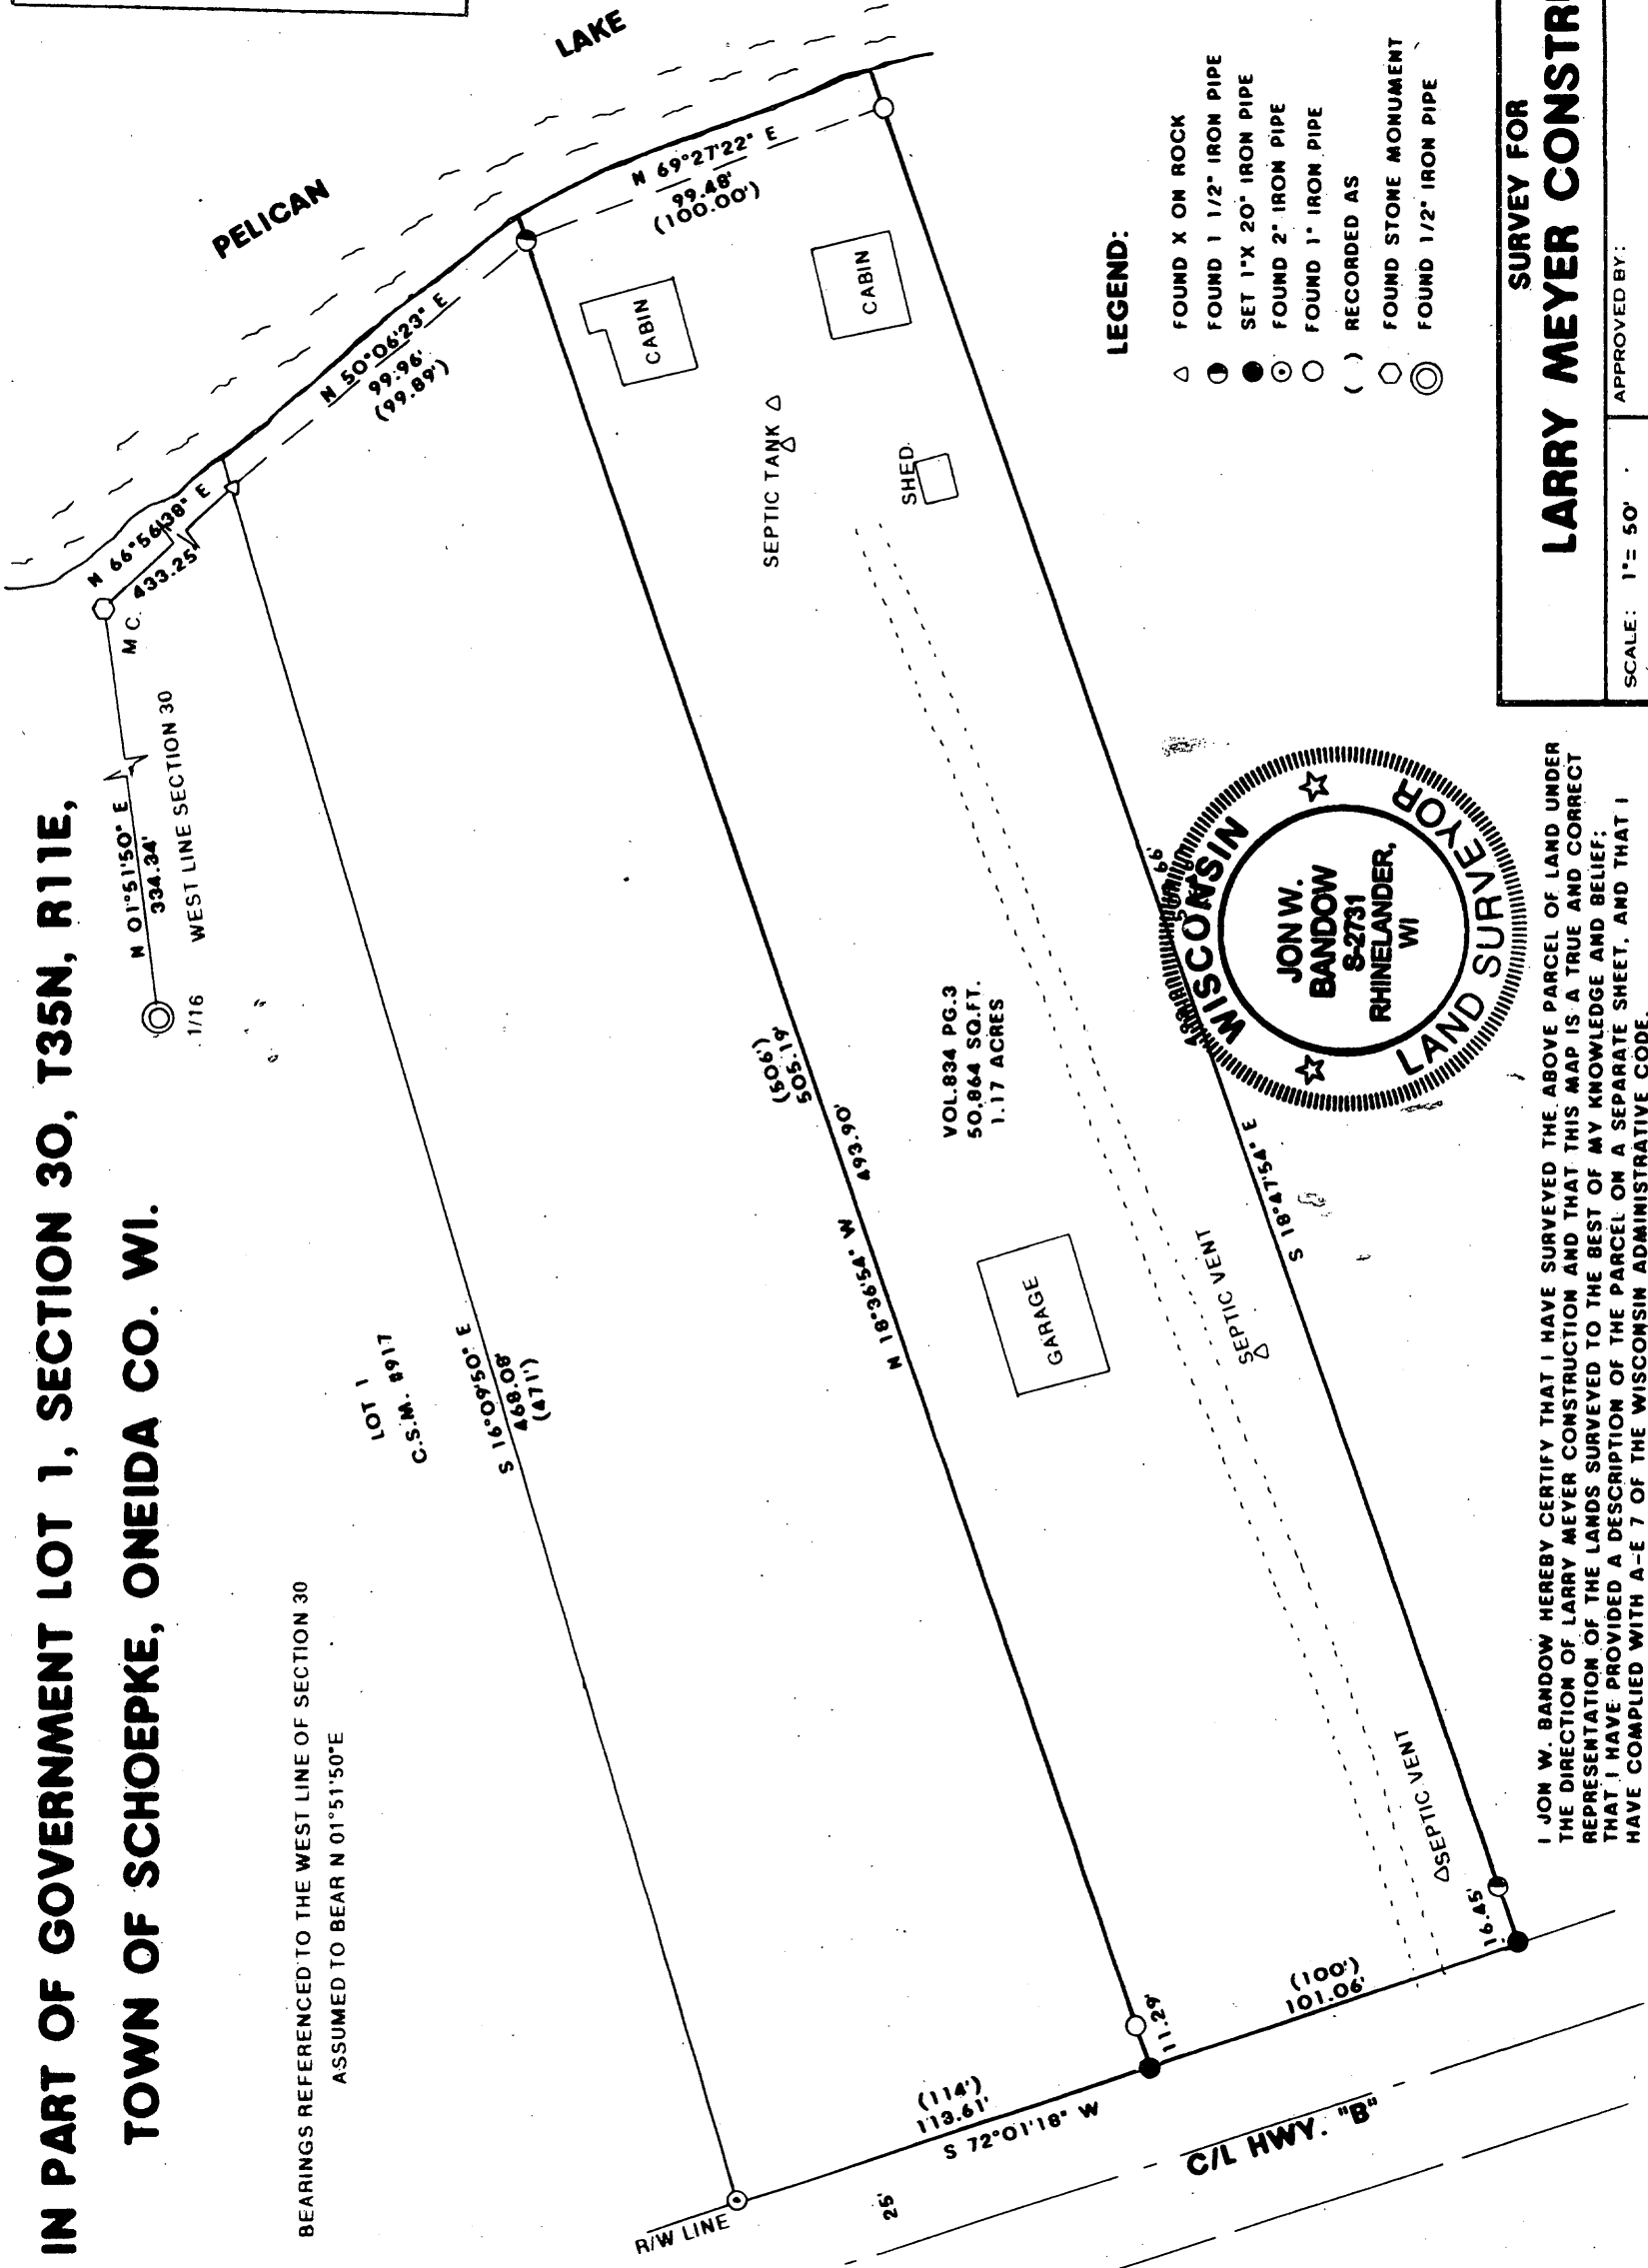 IN PART OF GOVERNMENT LOT 1, SECTION 30, T35N, R11E,
TOWN OF SCHOEPKE, ONEIDA CO. WI.
BEARINGS REFERENCED TO THE WEST LINE OF SECTION 30
ASSUMED TO BEAR N 01°51'50"E
1/16
N 01°51'50" E
334.34'
WEST LINE SECTION 30
M C
N 66°56'38" E
433.25'
PELICAN
LAKE
N 50°06'23" E
99.96'
(99.89')
N 69°27'22" E
99.48'
(100.00')
LOT 1
C.S.M. #917
S 16°09'50" E
468.08'
(471')
(506')
505.19'
N 18°36'54" W
493.90'
CABIN
CABIN
SEPTIC TANK
SHED
VOL.834 PG.3
50,864 SQ.FT.
1.17 ACRES
GARAGE
SEPTIC VENT
S 18°47'54" E
SEPTIC VENT
16.45'
11.29'
(100')
101.06'
(114')
113.61'
S 72°01'18" W
R/W LINE
25'
C/L HWY. "B"
LEGEND:
FOUND X ON ROCK
FOUND 1 1/2" IRON PIPE
SET 1"X 20" IRON PIPE
FOUND 2" IRON PIPE
FOUND 1" IRON PIPE
( ) RECORDED AS
FOUND STONE MONUMENT
FOUND 1/2" IRON PIPE
WISCONSIN
JON W.
BANDOW
S-2731
RHINELANDER,
WI
LAND SURVEYOR
I JON W. BANDOW HEREBY CERTIFY THAT I HAVE SURVEYED THE ABOVE PARCEL OF LAND UNDER
THE DIRECTION OF LARRY MEYER CONSTRUCTION AND THAT THIS MAP IS A TRUE AND CORRECT
REPRESENTATION OF THE LANDS SURVEYED TO THE BEST OF MY KNOWLEDGE AND BELIEF;
THAT I HAVE PROVIDED A DESCRIPTION OF THE PARCEL ON A SEPARATE SHEET, AND THAT I
HAVE COMPLIED WITH A-E 7 OF THE WISCONSIN ADMINISTRATIVE CODE.
SURVEY FOR
LARRY MEYER CONSTR
SCALE: 1"= 50'
APPROVED BY: